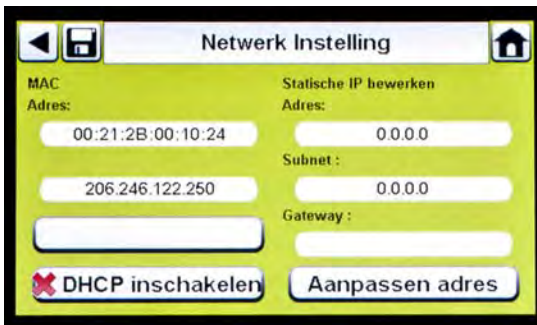 Netwerk Instelling
MAC
Adres:
00:21:2B:00:10:24
206.246.122.250
DHCP inschakelen
Statische IP bewerken
Adres:
0.0.0.0
Subnet :
0.0.0.0
Gateway :
Aanpassen adres